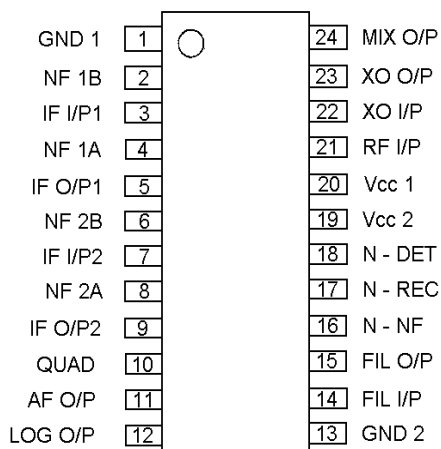 GND 1 1 24 MIX O/P
NF 1B 2 23 XO O/P
IF I/P1 3 22 XO I/P
NF 1A 4 21 RF I/P
IF O/P1 5 20 Vcc 1
NF 2B 6 19 Vcc 2
IF I/P2 7 18 N - DET
NF 2A 8 17 N - REC
IF O/P2 9 16 N - NF
QUAD 10 15 FIL O/P
AF O/P 11 14 FIL I/P
LOG O/P 12 13 GND 2